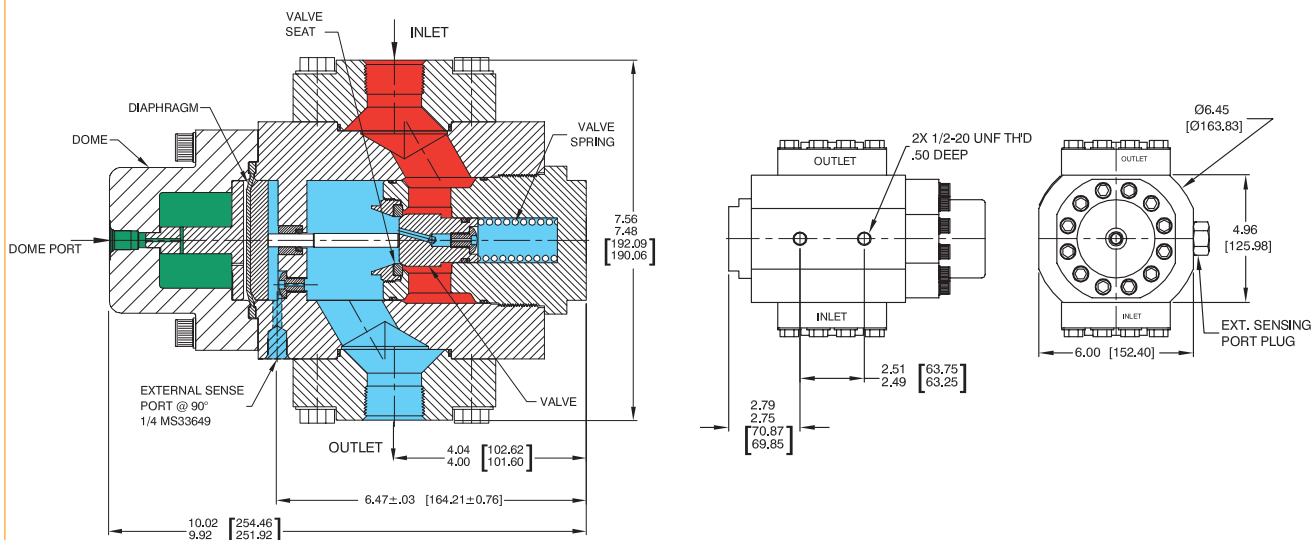 VALVE
SEAT
INLET
DIAPHRAGM
DOME
VALVE
SPRING
DOME PORT
7.56
7.48
[192.09
190.06]
EXTERNAL SENSE
PORT @ 90°
1/4 MS33649
VALVE
OUTLET
4.04
4.00
[102.62
101.60]
6.47±.03 [164.21±0.76]
10.02
9.92
[254.46
251.92]
2X 1/2-20 UNF TH'D
.50 DEEP
OUTLET
INLET
2.51
2.49
[63.75
63.25]
2.79
2.75
[70.87
69.85]
Ø6.45
[Ø163.83]
OUTLET
4.96
[125.98]
INLET
EXT. SENSING
PORT PLUG
6.00 [152.40]